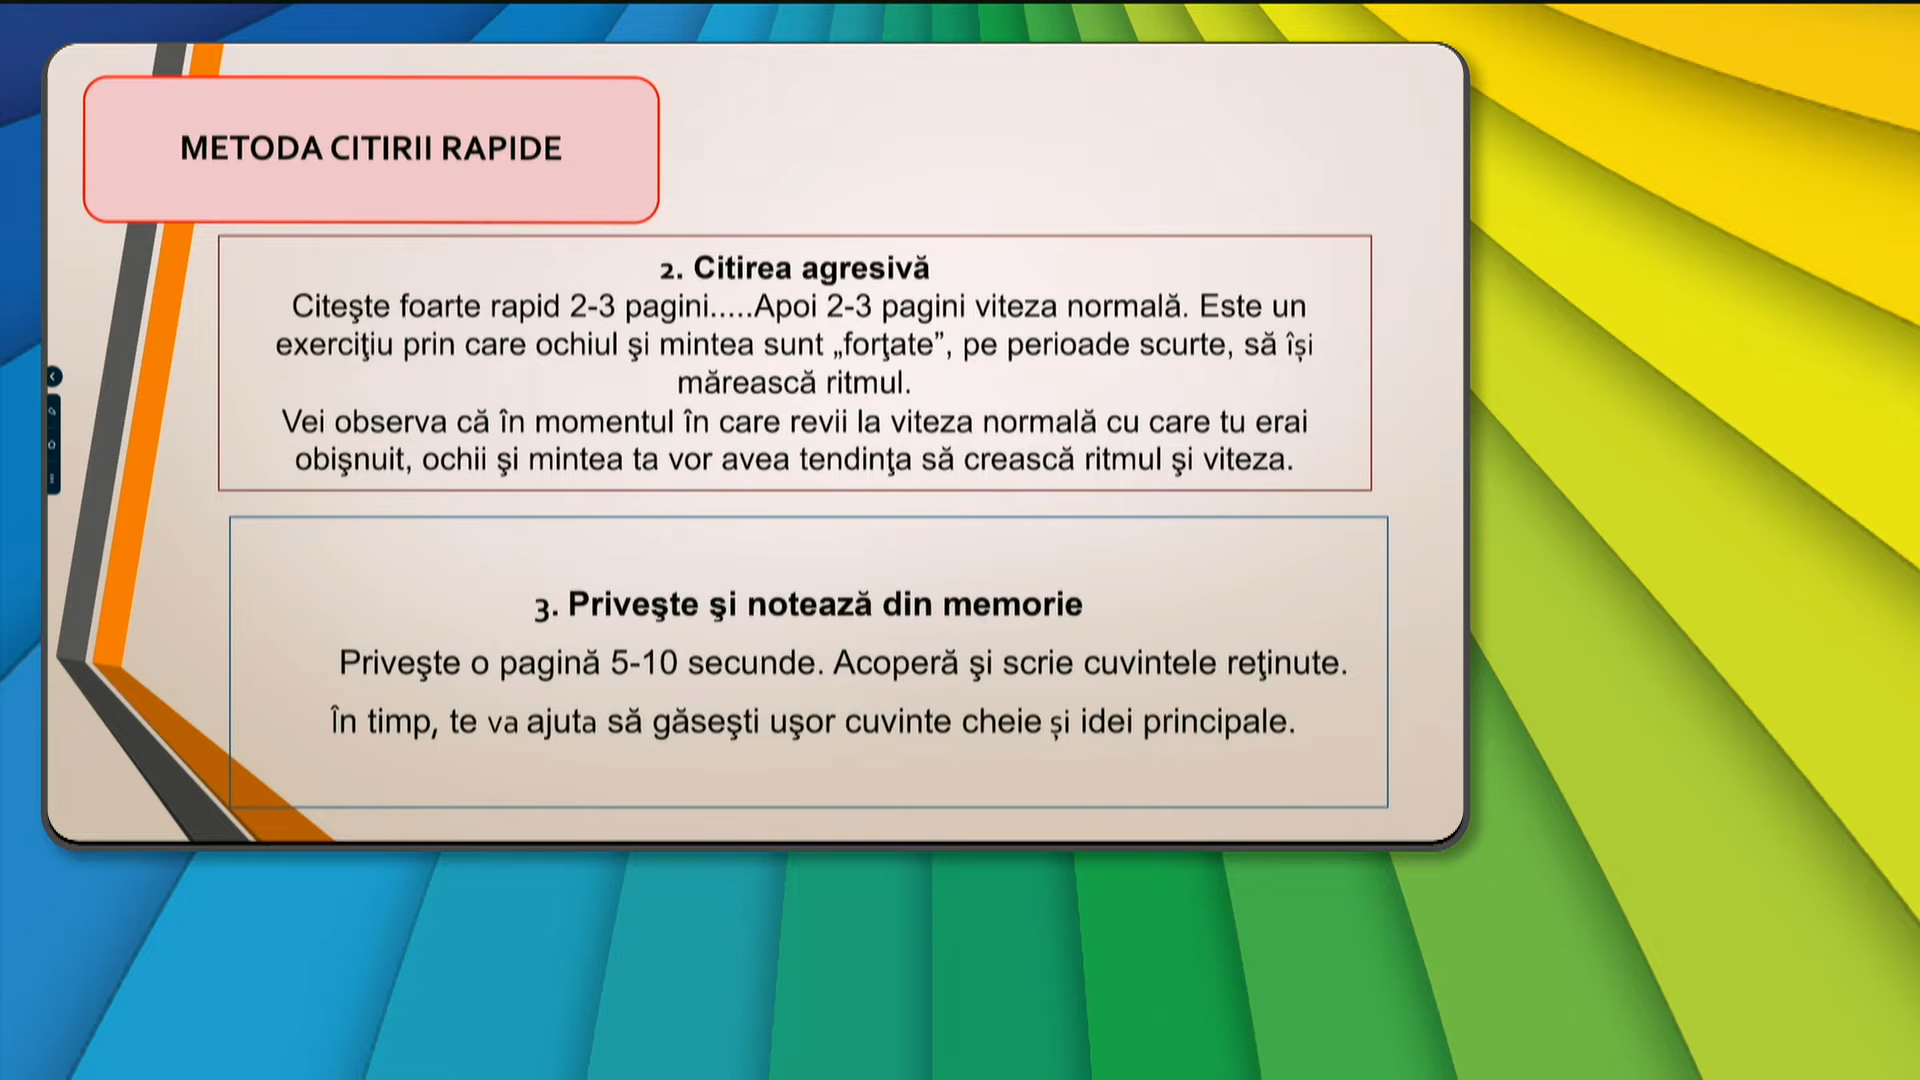 METODA CITIRII RAPIDE
2. Citirea agresivă
Citeşte foarte rapid 2-3 pagini.....Apoi 2-3 pagini viteza normală. Este un
exerciţiu prin care ochiul şi mintea sunt „forţate”, pe perioade scurte, să își
mărească ritmul.
Vei observa că în momentul în care revii la viteza normală cu care tu erai
obişnuit, ochii şi mintea ta vor avea tendinţa să crească ritmul şi viteza.
3. Priveşte şi notează din memorie
Priveşte o pagină 5-10 secunde. Acoperă şi scrie cuvintele reţinute.
În timp, te va ajuta să găseşti uşor cuvinte cheie și idei principale.